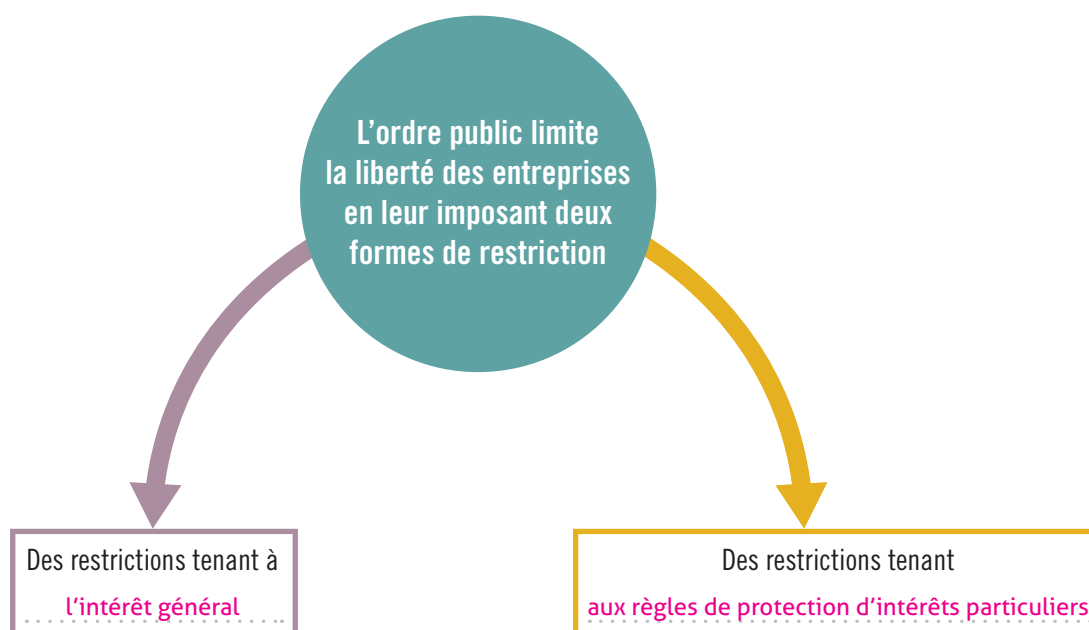 L’ordre public limite
la liberté des entreprises
en leur imposant deux
formes de restriction
Des restrictions tenant à
l’intérêt général
Des restrictions tenant
aux règles de protection d’intérêts particuliers